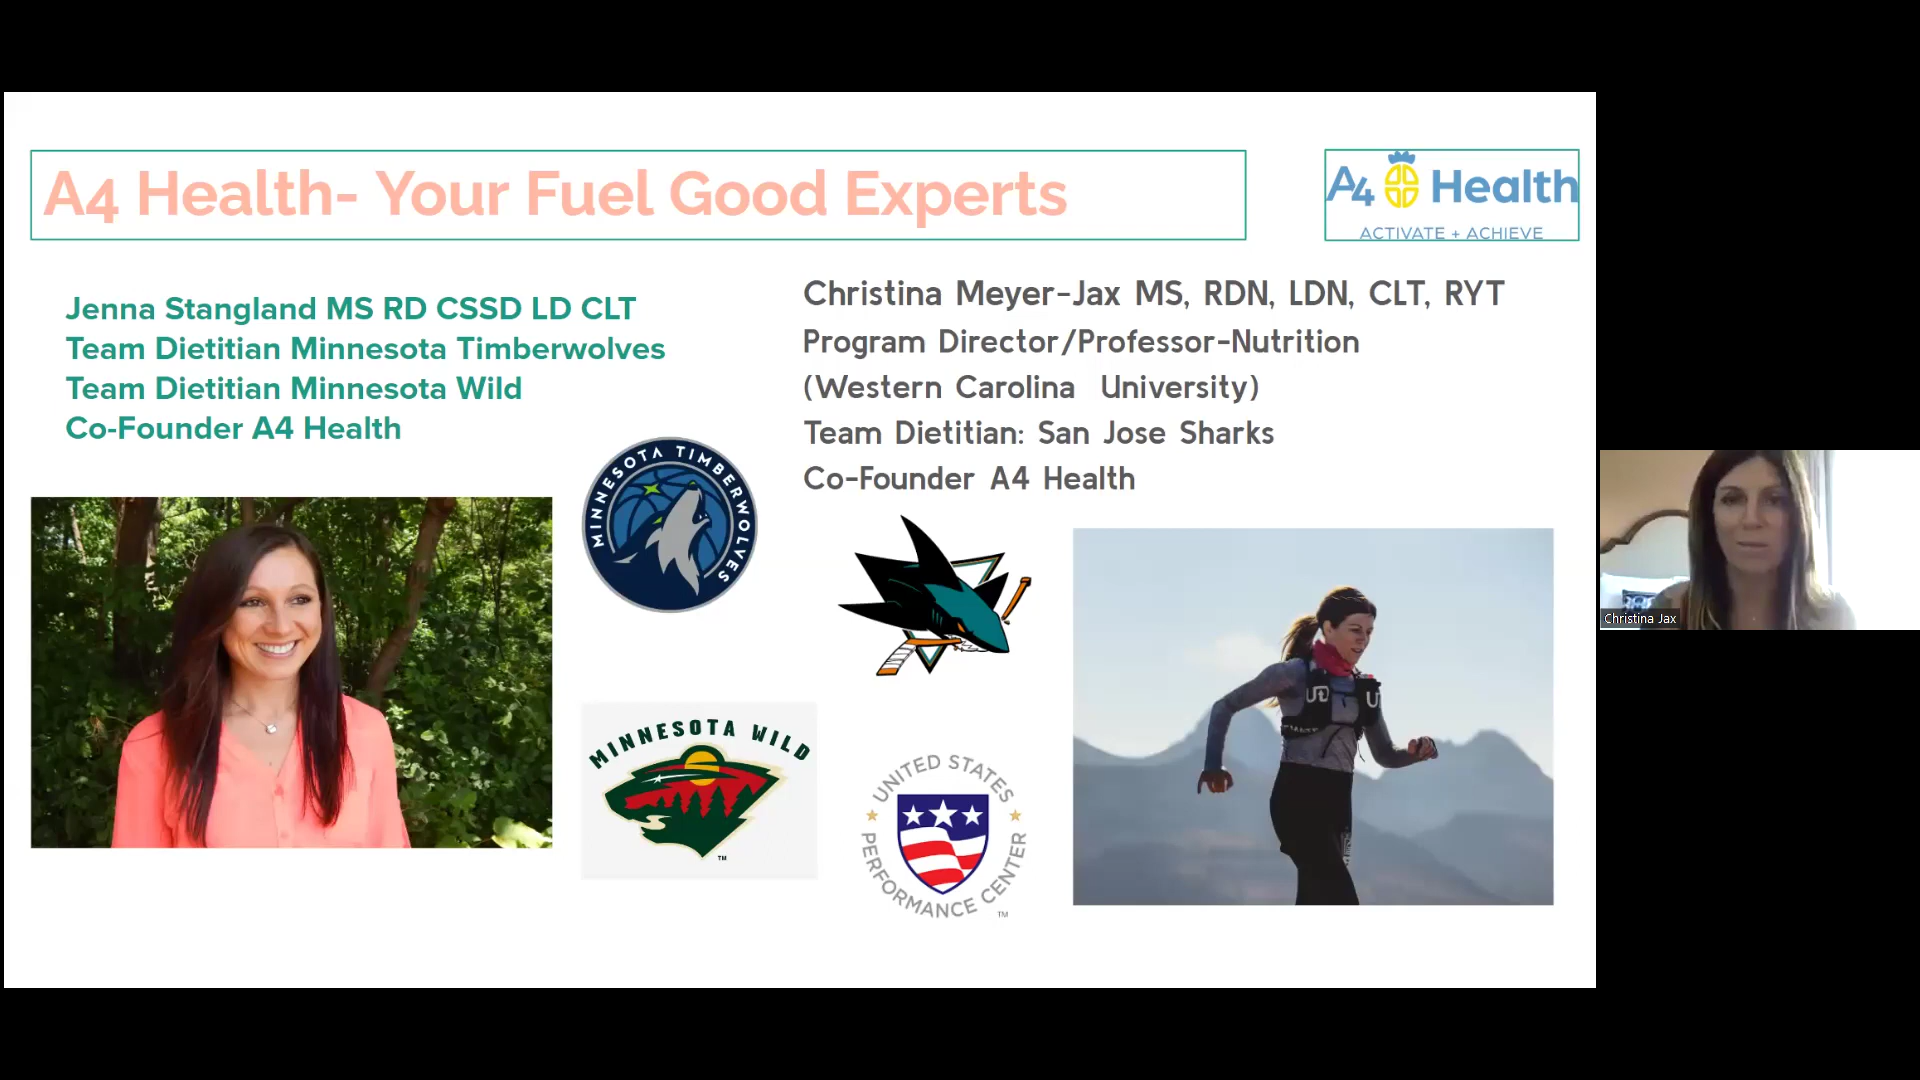 A4 Health- Your Fuel Good Experts
A4 Health
ACTIVATE + ACHIEVE
Jenna Stangland MS RD CSSD LD CLT
Team Dietitian Minnesota Timberwolves
Team Dietitian Minnesota Wild
Co-Founder A4 Health
Christina Meyer-Jax MS, RDN, LDN, CLT, RYT
Program Director/Professor-Nutrition
(Western Carolina University)
Team Dietitian: San Jose Sharks
Co-Founder A4 Health
MINNESOTA TIMBERWOLVES
MINNESOTA WILD
TM
UNITED STATES
PERFORMANCE CENTER
TM
UD
U
Christina Jax